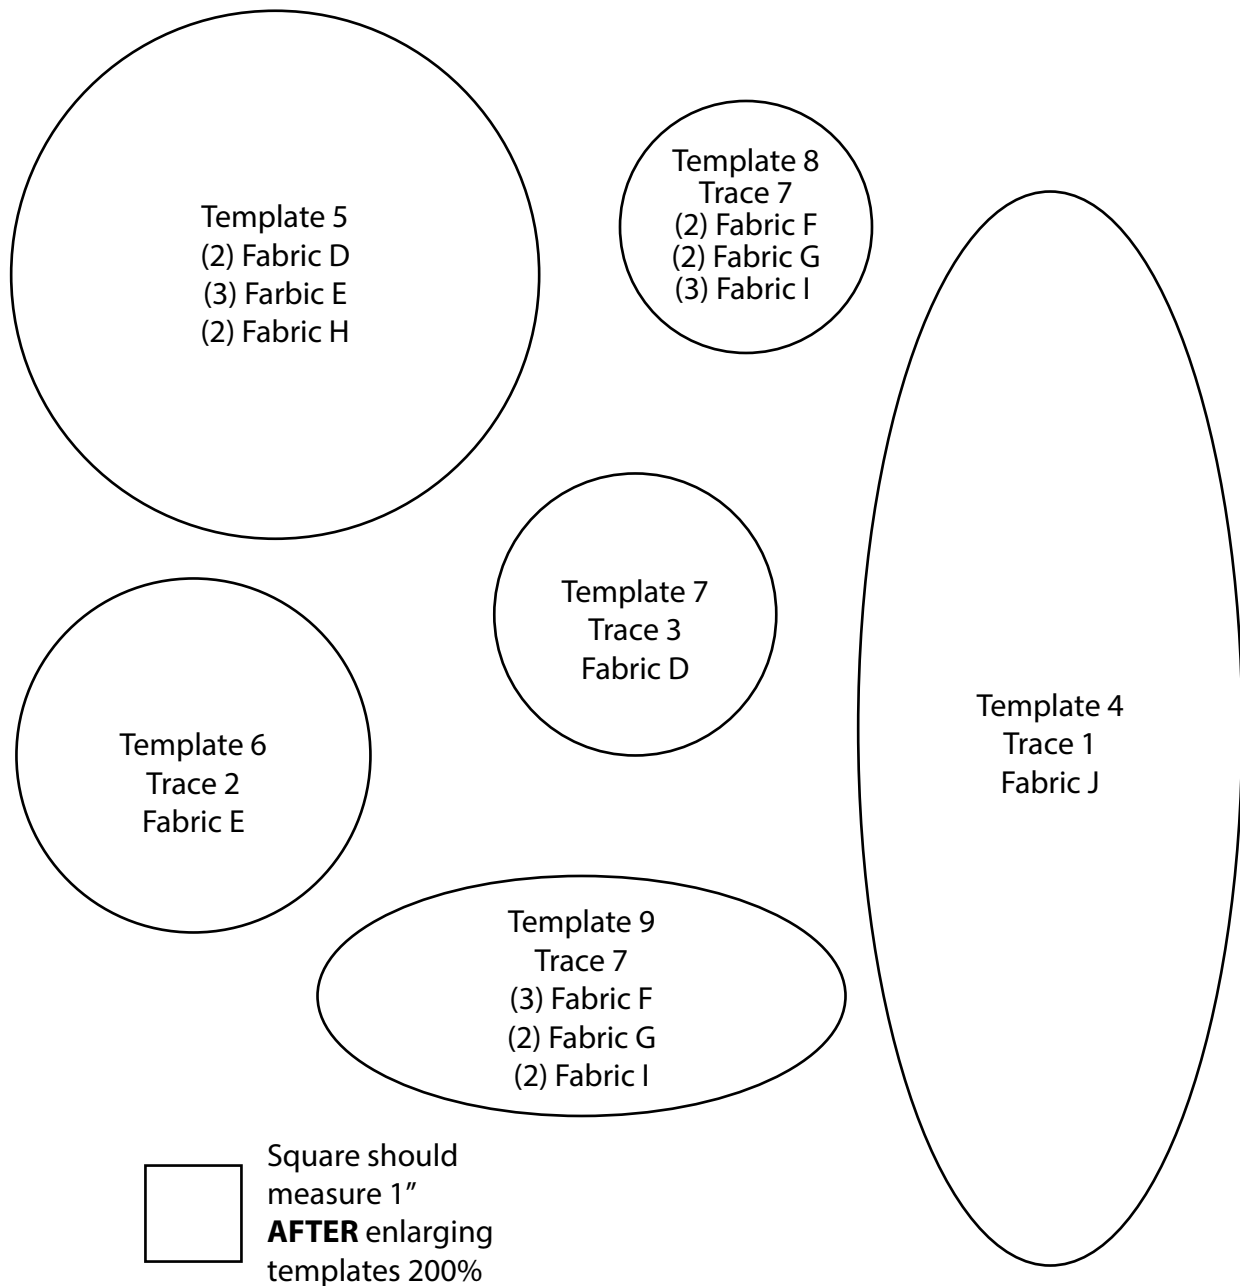 Template 5
(2) Fabric D
(3) Farbic E
(2) Fabric H
Template 8
Trace 7
(2) Fabric F
(2) Fabric G
(3) Fabric I
Template 7
Trace 3
Fabric D
Template 4
Trace 1
Fabric J
Template 6
Trace 2
Fabric E
Template 9
Trace 7
(3) Fabric F
(2) Fabric G
(2) Fabric I
Square should
measure 1”
AFTER enlarging
templates 200%